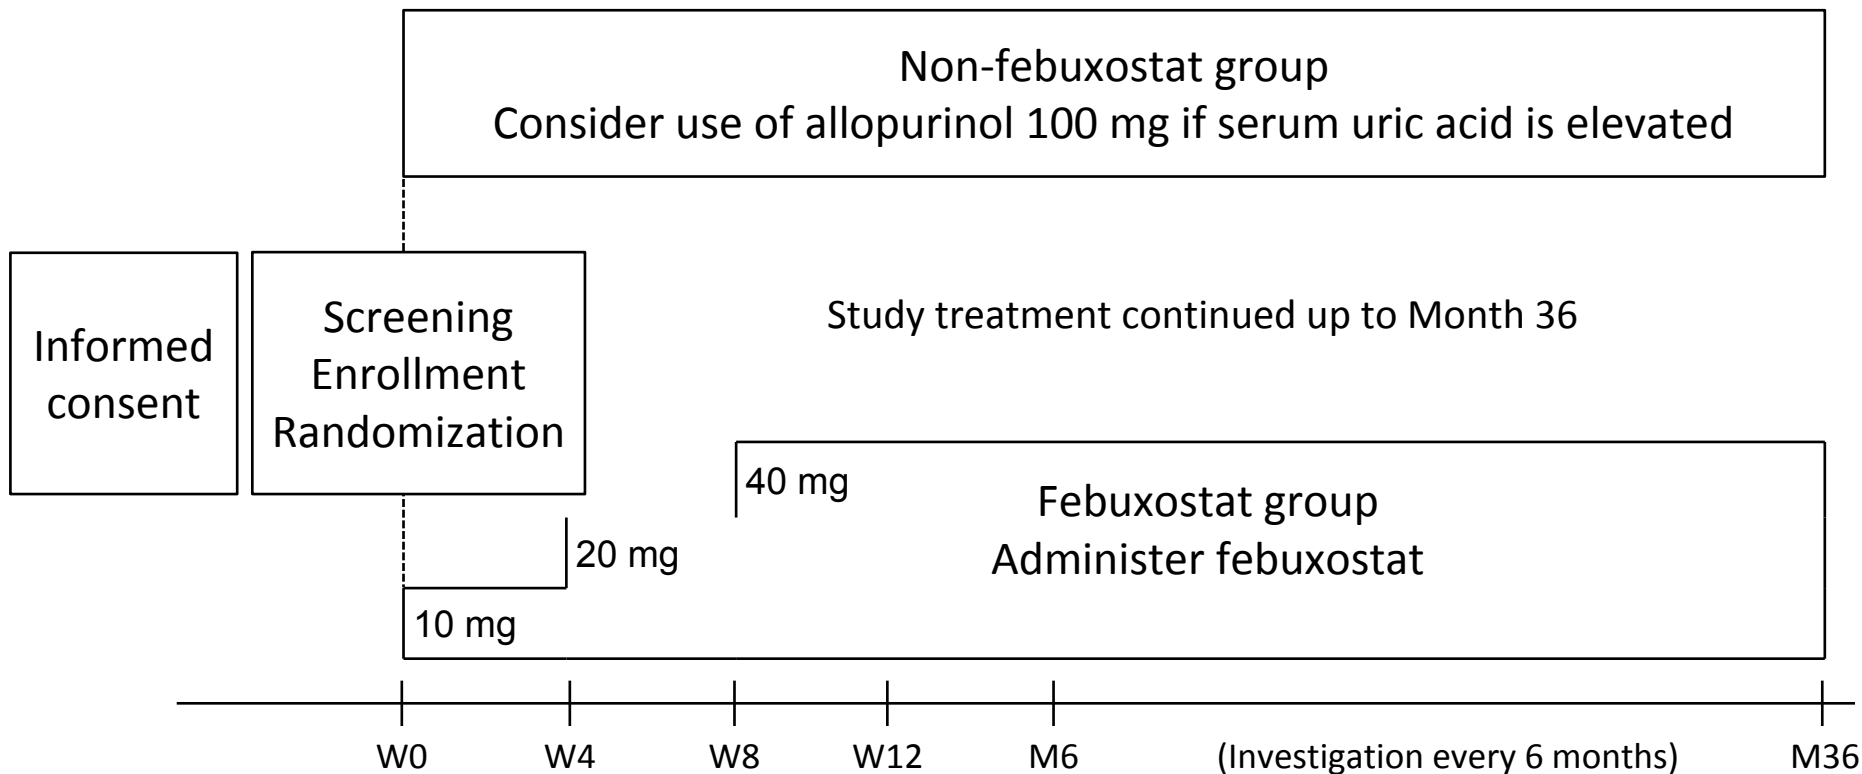 Non-febuxostat group
Consider use of allopurinol 100 mg if serum uric acid is elevated
Informed
consent
Screening
Enrollment
Randomization
Study treatment continued up to Month 36
40 mg
20 mg
10 mg
Febuxostat group
Administer febuxostat
W0 W4 W8 W12 M6 (Investigation every 6 months) M36